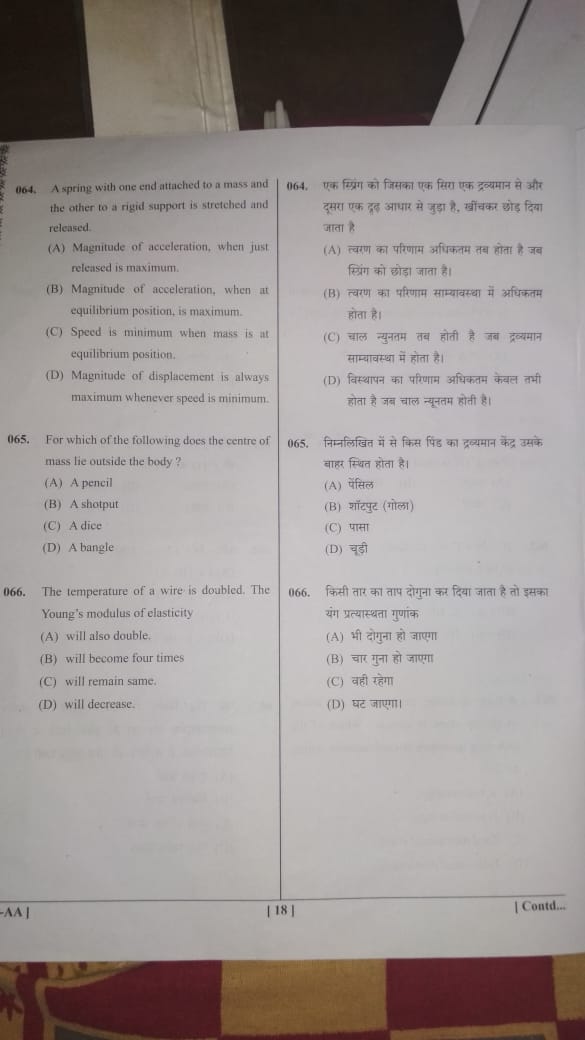 064. A spring with one end attached to a mass and
the other to a rigid support is stretched and
released.
(A) Magnitude of acceleration, when just
released is maximum.
(B) Magnitude of acceleration, when at
equilibrium position, is maximum.
(C) Speed is minimum when mass is at
equilibrium position.
(D) Magnitude of displacement is always
maximum whenever speed is minimum.
065. For which of the following does the centre of
mass lie outside the body ?
(A) A pencil
(B) A shotput
(C) A dice
(D) A bangle
066. The temperature of a wire is doubled. The
Young's modulus of elasticity
(A) will also double.
(B) will become four times
(C) will remain same.
(D) will decrease.
064. एक स्प्रिंग को जिसका एक सिरा एक द्रव्यमान से और
दूसरा एक दृढ़ आधार से जुड़ा है, खींचकर छोड़ दिया
जाता है
(A) त्वरण का परिणाम अधिकतम तब होता है जब
स्प्रिंग को छोड़ा जाता है।
(B) त्वरण का परिणाम साम्यावस्था में अधिकतम
होता है।
(C) चाल न्युनतम तब होती है जब द्रव्यमान
साम्यावस्था में होता है।
(D) विस्थापन का परिणाम अधिकतम केवल तभी
होता है जब चाल न्यूनतम होती है।
065. निम्नलिखित में से किस पिंड का द्रव्यमान केंद्र उसके
बाहर स्थित होता है।
(A) पेंसिल
(B) शॉटपुट (गोला)
(C) पासा
(D) चूड़ी
066. किसी तार का ताप दोगुना कर दिया जाता है तो इसका
यंग प्रत्यास्थता गुणांक
(A) भी दोगुना हो जाएगा
(B) चार गुना हो जाएगा
(C) वही रहेगा
(D) घट जाएगा।
-AA ]
[ 18 ]
[ Contd...